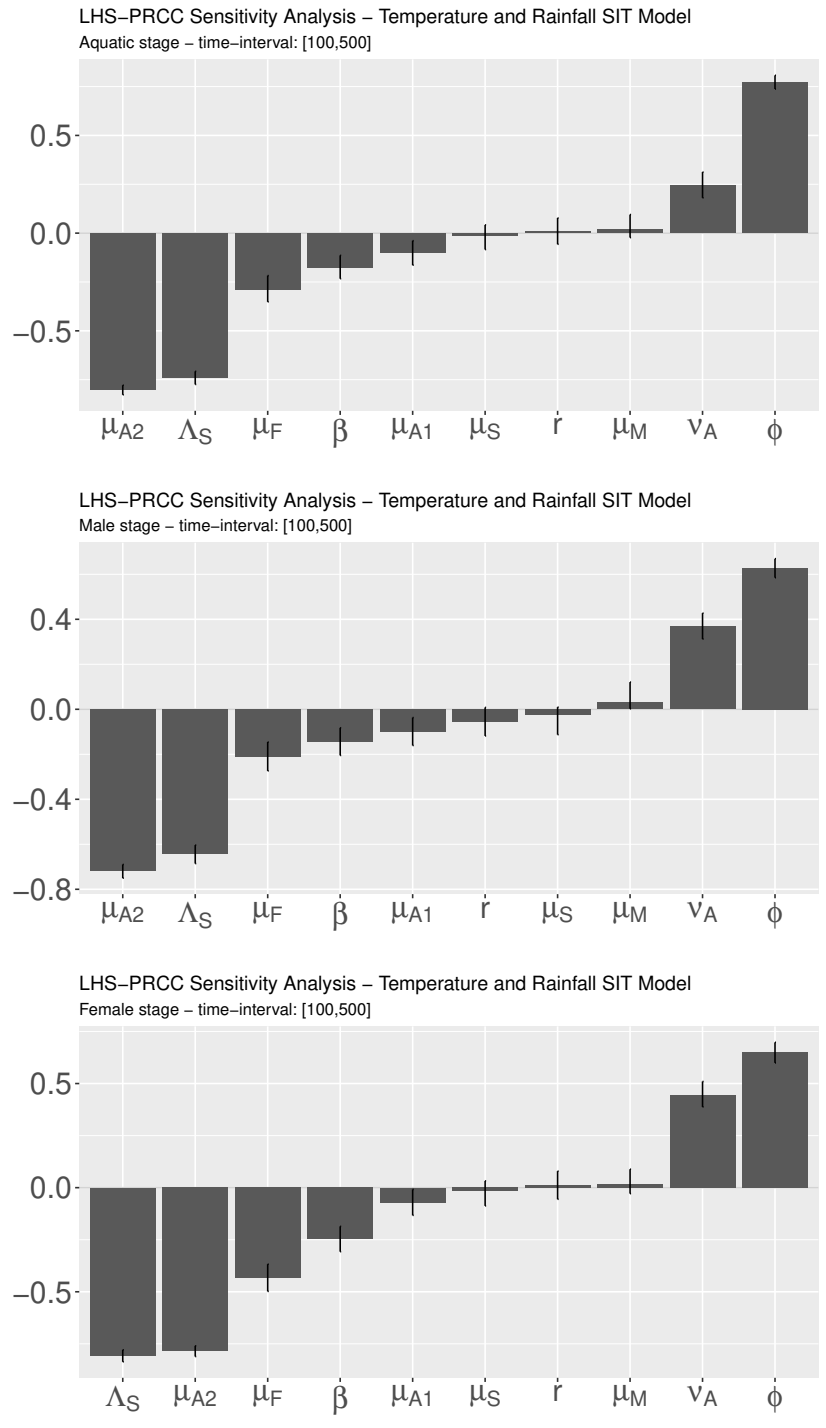 LHS−PRCC Sensitivity Analysis − Temperature and Rainfall SIT Model
Aquatic stage − time−interval: [100,500]
0.5
0.0
−0.5
μA2 ΛS μF β μA1 μS r μM νA ϕ
LHS−PRCC Sensitivity Analysis − Temperature and Rainfall SIT Model
Male stage − time−interval: [100,500]
0.4
0.0
−0.4
−0.8
μA2 ΛS μF β μA1 r μS μM νA ϕ
LHS−PRCC Sensitivity Analysis − Temperature and Rainfall SIT Model
Female stage − time−interval: [100,500]
0.5
0.0
−0.5
ΛS μA2 μF β μA1 μS r μM νA ϕ